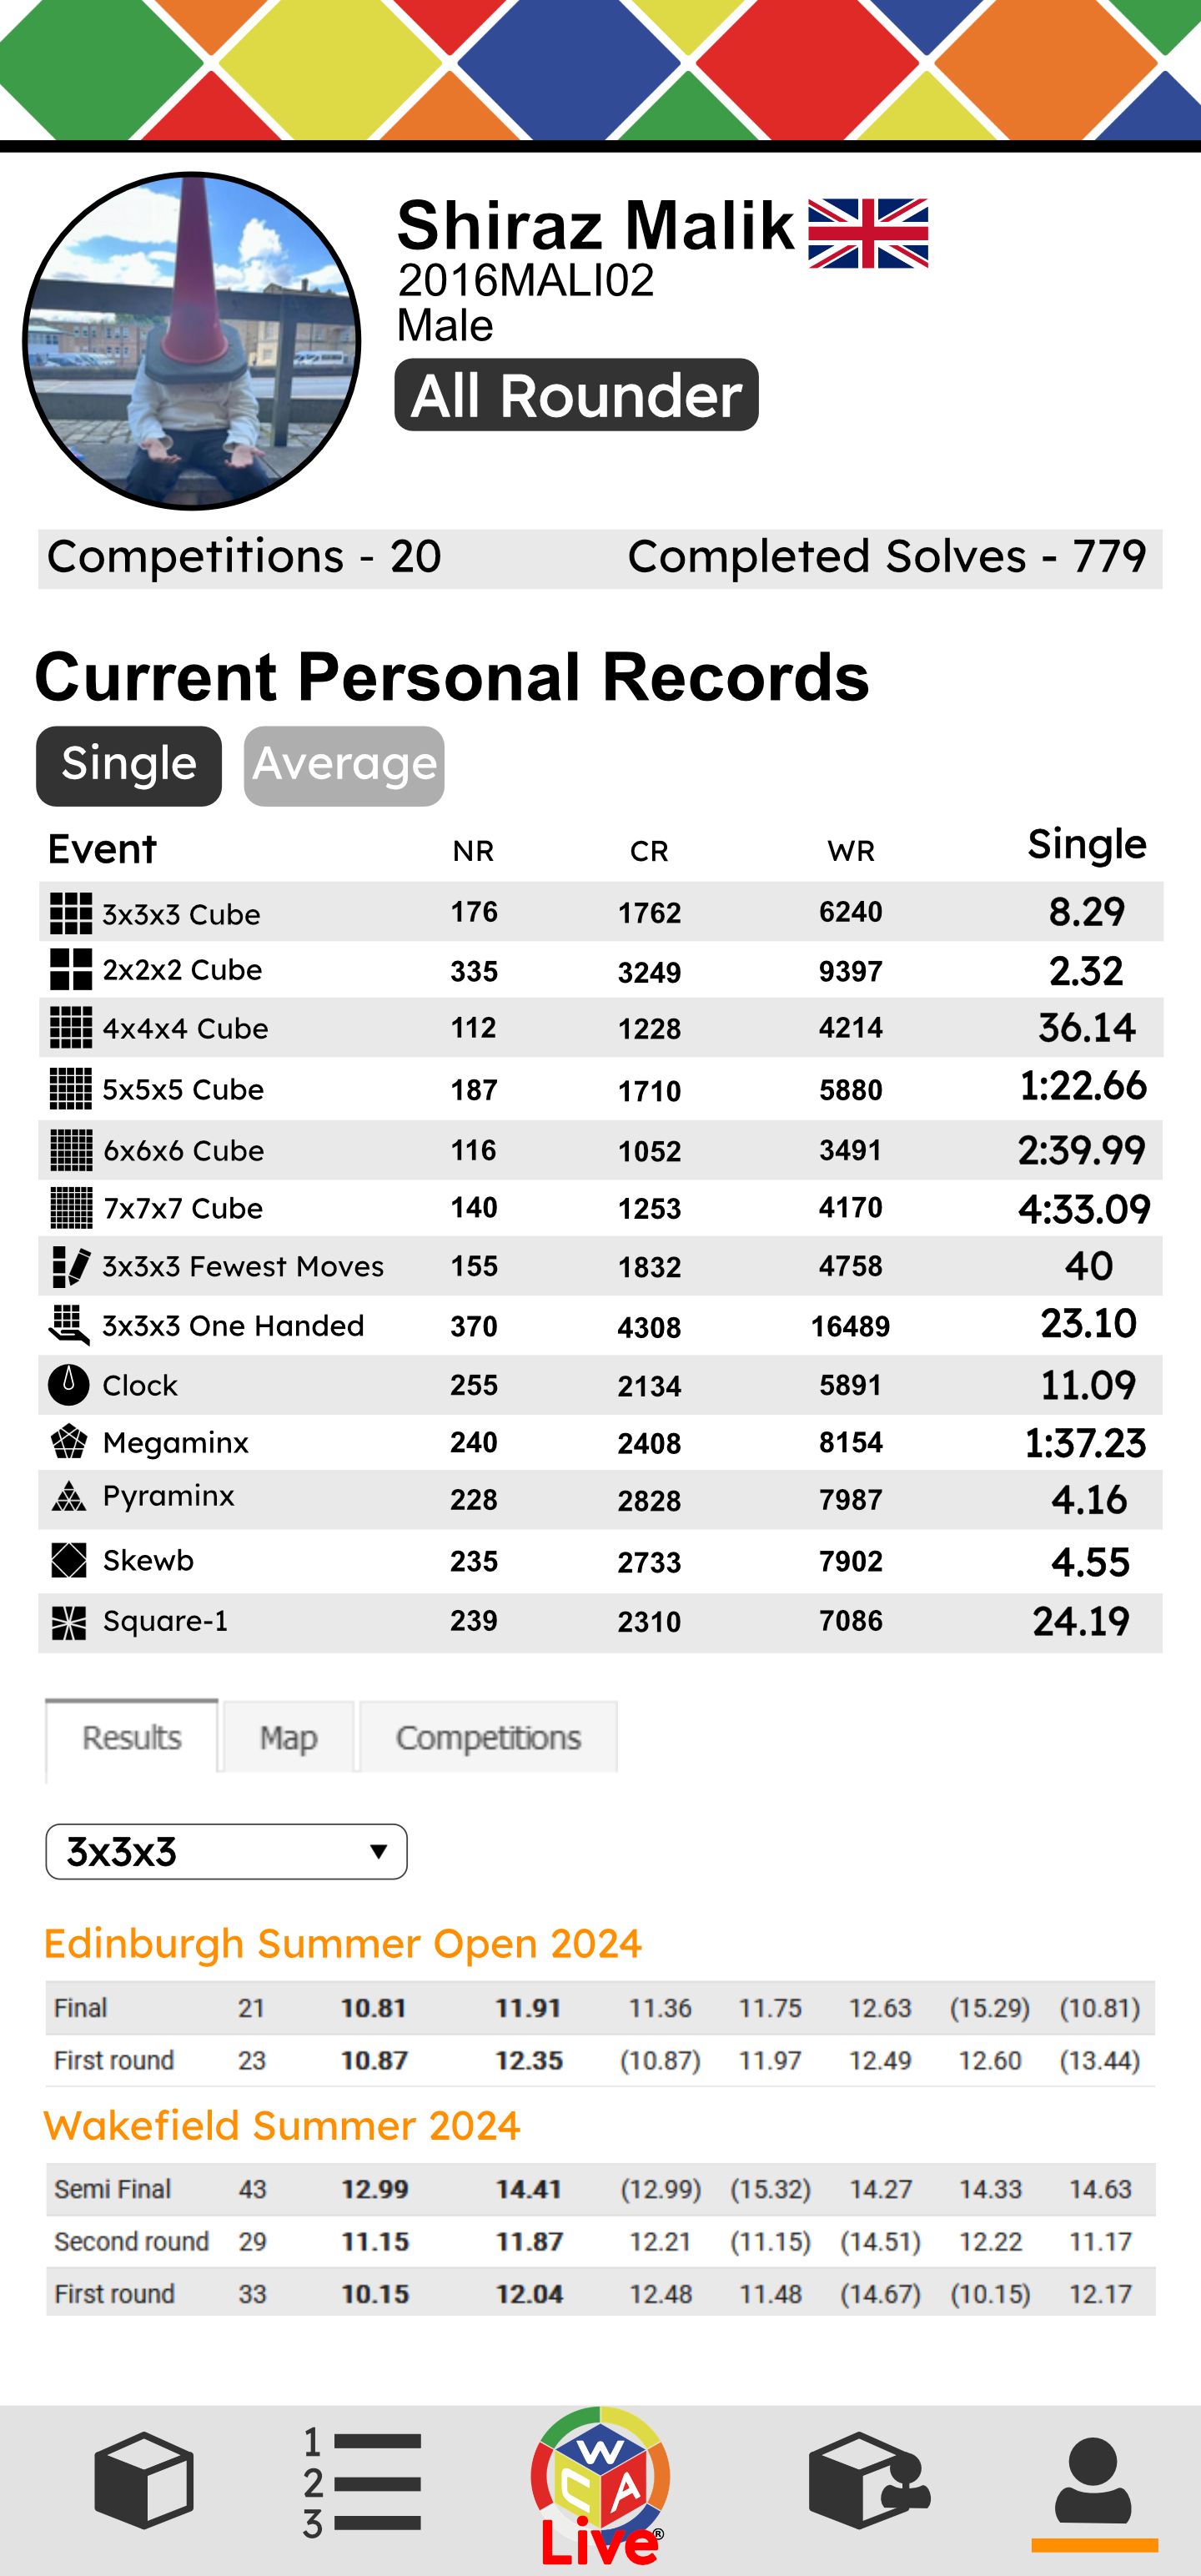 Shiraz Malik
2016MALI02
Male
All Rounder
Competitions - 20 Completed Solves - 779
Current Personal Records
Single Average
Event NR CR WR Single
3x3x3 Cube 176 1762 6240 8.29
2x2x2 Cube 335 3249 9397 2.32
4x4x4 Cube 112 1228 4214 36.14
5x5x5 Cube 187 1710 5880 1:22.66
6x6x6 Cube 116 1052 3491 2:39.99
7x7x7 Cube 140 1253 4170 4:33.09
3x3x3 Fewest Moves 155 1832 4758 40
3x3x3 One Handed 370 4308 16489 23.10
Clock 255 2134 5891 11.09
Megaminx 240 2408 8154 1:37.23
Pyraminx 228 2828 7987 4.16
Skewb 235 2733 7902 4.55
Square-1 239 2310 7086 24.19
Results Map Competitions
3x3x3 ▼
Edinburgh Summer Open 2024
Final 21 10.81 11.91 11.36 11.75 12.63 (15.29) (10.81)
First round 23 10.87 12.35 (10.87) 11.97 12.49 12.60 (13.44)
Wakefield Summer 2024
Semi Final 43 12.99 14.41 (12.99) (15.32) 14.27 14.33 14.63
Second round 29 11.15 11.87 12.21 (11.15) (14.51) 12.22 11.17
First round 33 10.15 12.04 12.48 11.48 (14.67) (10.15) 12.17
1
2
3
W
C A
Live®